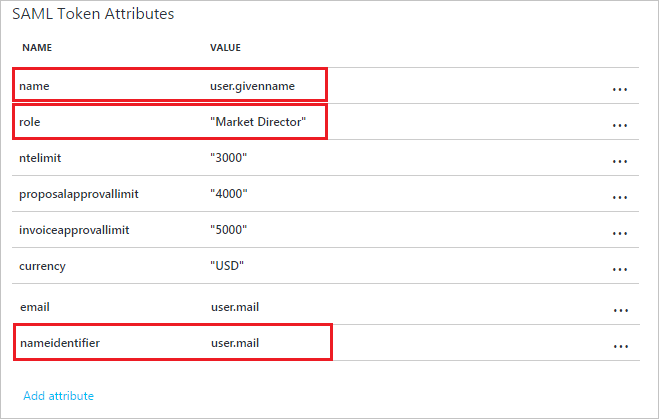 SAML Token Attributes
NAME VALUE
name user.givenname ...
role "Market Director" ...
ntelimit "3000" ...
proposalapprovallimit "4000" ...
invoiceapprovallimit "5000" ...
currency "USD" ...
email user.mail ...
nameidentifier user.mail ...
Add attribute